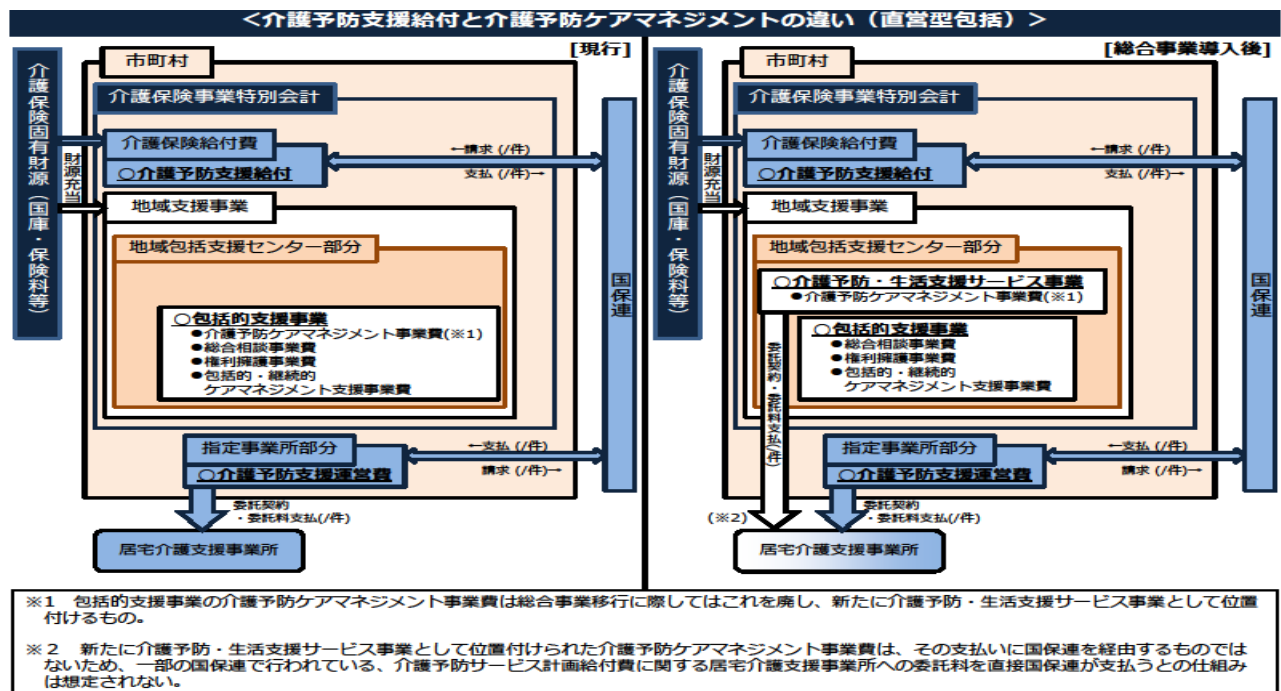 ＜介護予防支援給付と介護予防ケアマネジメントの違い（直営型包括）＞
[現行]
介護保険固有財源（国庫・保険料等）
市町村
介護保険事業特別会計
介護保険給付費
○介護予防支援給付
←請求 (/件)
支払 (/件)→
財源充当
地域支援事業
地域包括支援センター部分
○包括的支援事業
●介護予防ケアマネジメント事業費(※1)
●総合相談事業費
●権利擁護事業費
●包括的・継続的
ケアマネジメント支援事業費
国保連
指定事業所部分
○介護予防支援運営費
←支払 (/件)
請求 (/件)→
委託契約
・委託料支払(/件)
居宅介護支援事業所
[総合事業導入後]
介護保険固有財源（国庫・保険料等）
市町村
介護保険事業特別会計
介護保険給付費
○介護予防支援給付
←請求 (/件)
支払 (/件)→
財源充当
地域支援事業
地域包括支援センター部分
○介護予防・生活支援サービス事業
●介護予防ケアマネジメント事業費(※1)
○包括的支援事業
●総合相談事業費
●権利擁護事業費
●包括的・継続的
ケアマネジメント支援事業費
国保連
委託契約・委託料支払(/件)
指定事業所部分
○介護予防支援運営費
←支払 (/件)
請求 (/件)→
委託契約
・委託料支払(/件)
(※2)
居宅介護支援事業所
※1　包括的支援事業の介護予防ケアマネジメント事業費は総合事業移行に際してはこれを廃し、新たに介護予防・生活支援サービス事業として位置
付けるもの。
※２　新たに介護予防・生活支援サービス事業として位置付けられた介護予防ケアマネジメント事業費は、その支払いに国保連を経由するものでは
ないため、一部の国保連で行われている、介護予防サービス計画給付費に関する居宅介護支援事業所への委託料を直接国保連が支払うとの仕組み
は想定されない。